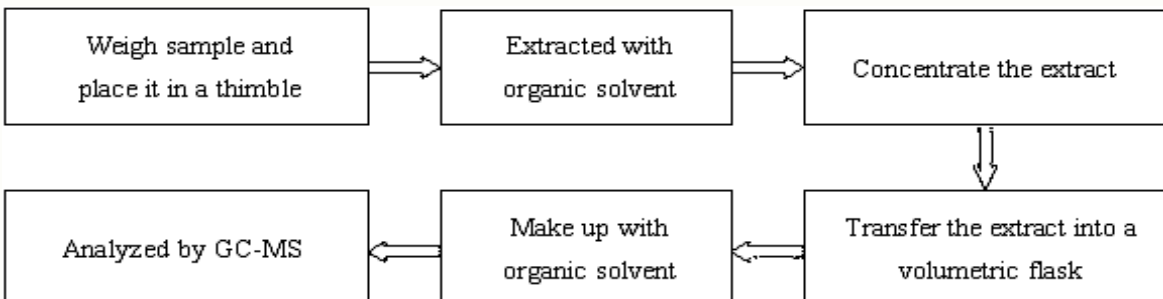 Weigh sample and
place it in a thimble
Extracted with
organic solvent
Concentrate the extract
Transfer the extract into a
volumetric flask
Make up with
organic solvent
Analyzed by GC-MS